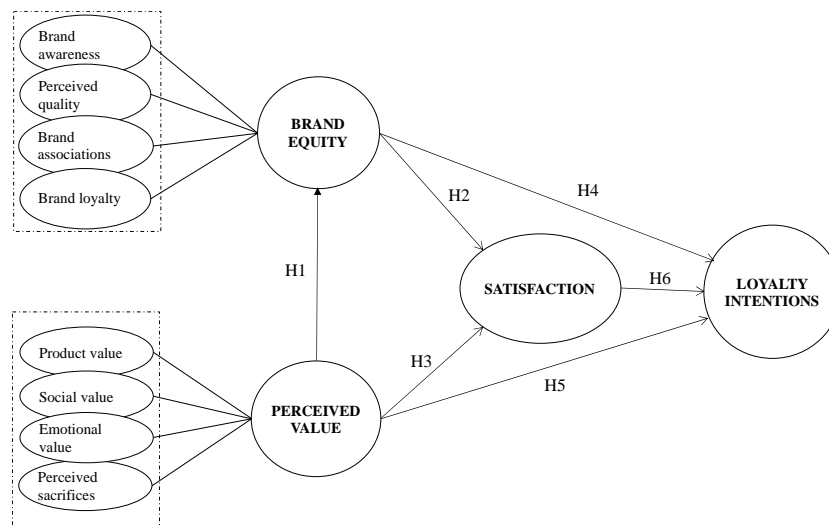 Brand
awareness
Perceived
quality
Brand
associations
Brand loyalty
BRAND
EQUITY
H2
H4
H1
SATISFACTION
H6
LOYALTY
INTENTIONS
Product value
Social value
Emotional
value
Perceived
sacrifices
PERCEIVED
VALUE
H3
H5